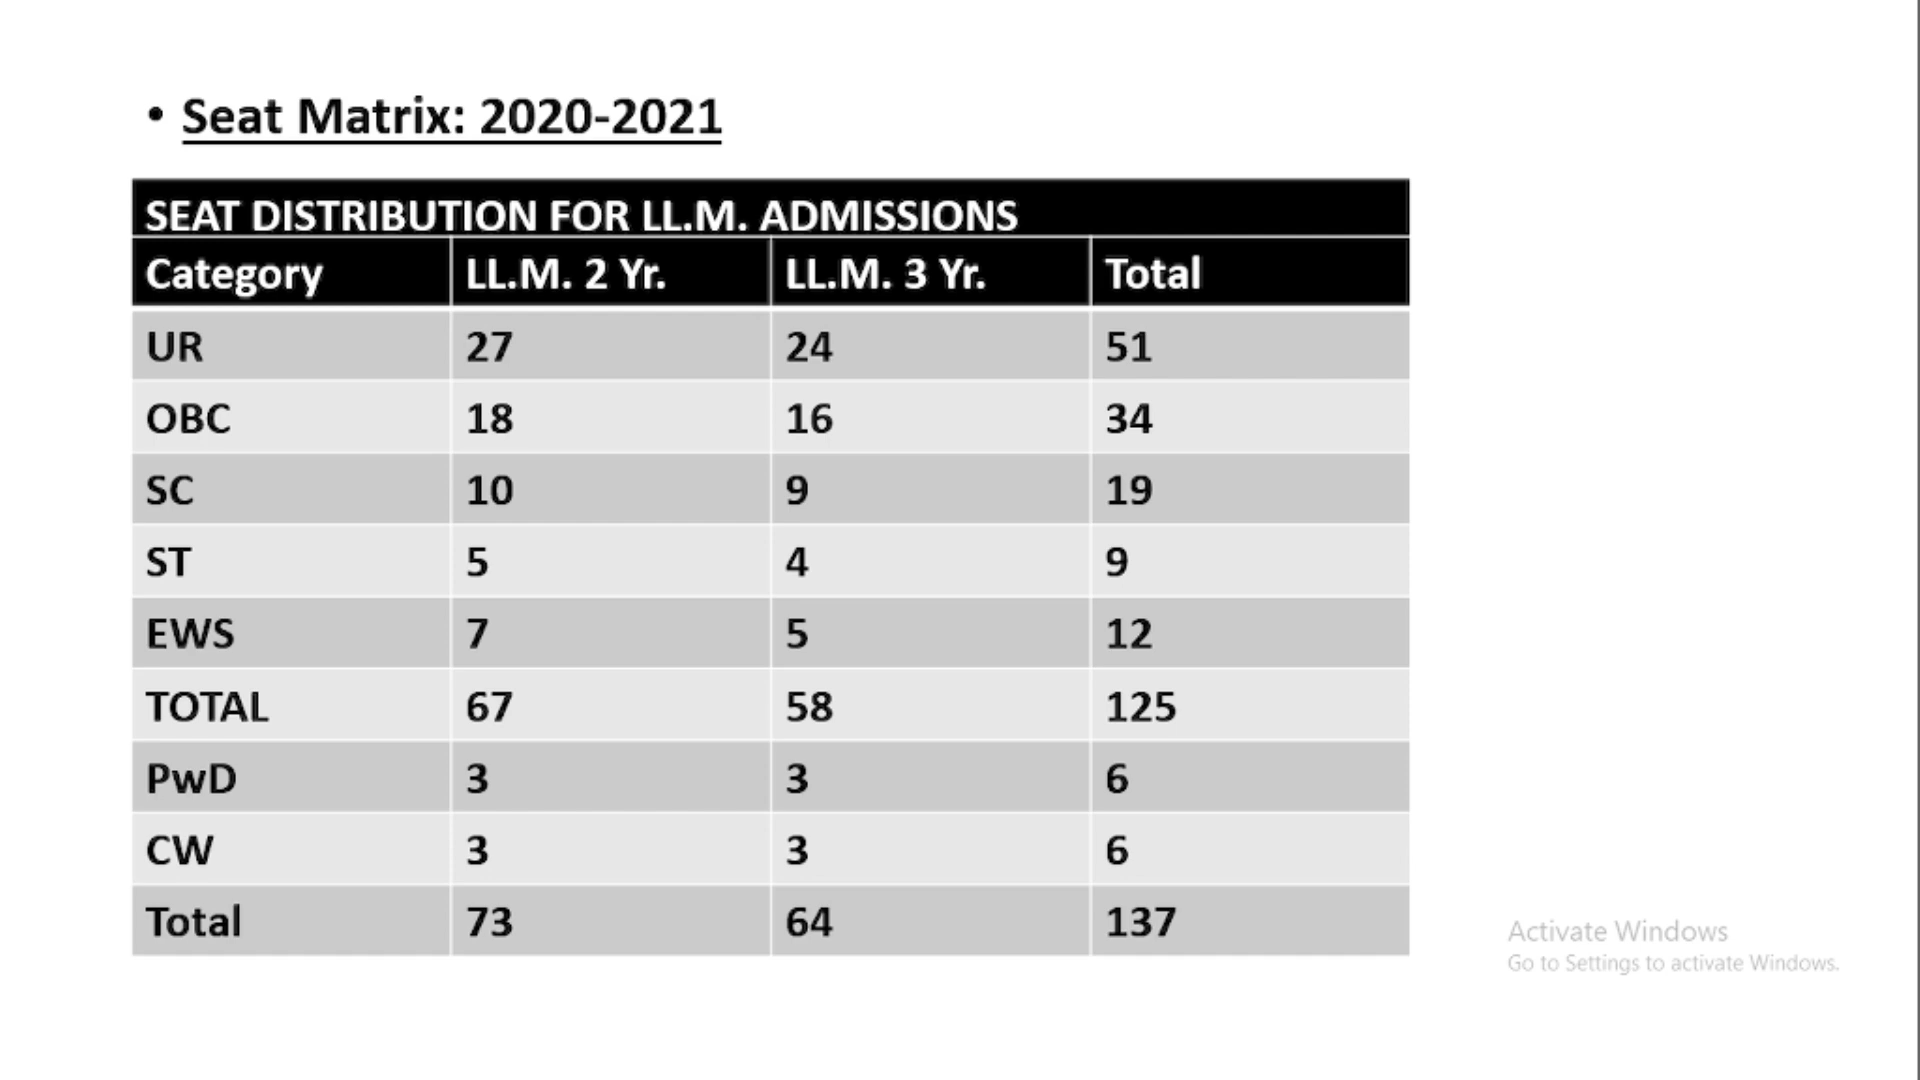 • Seat Matrix: 2020-2021
SEAT DISTRIBUTION FOR LL.M. ADMISSIONS
Category LL.M. 2 Yr. LL.M. 3 Yr. Total
UR 27 24 51
OBC 18 16 34
SC 10 9 19
ST 5 4 9
EWS 7 5 12
TOTAL 67 58 125
PwD 3 3 6
CW 3 3 6
Total 73 64 137
Activate Windows
Go to Settings to activate Windows.